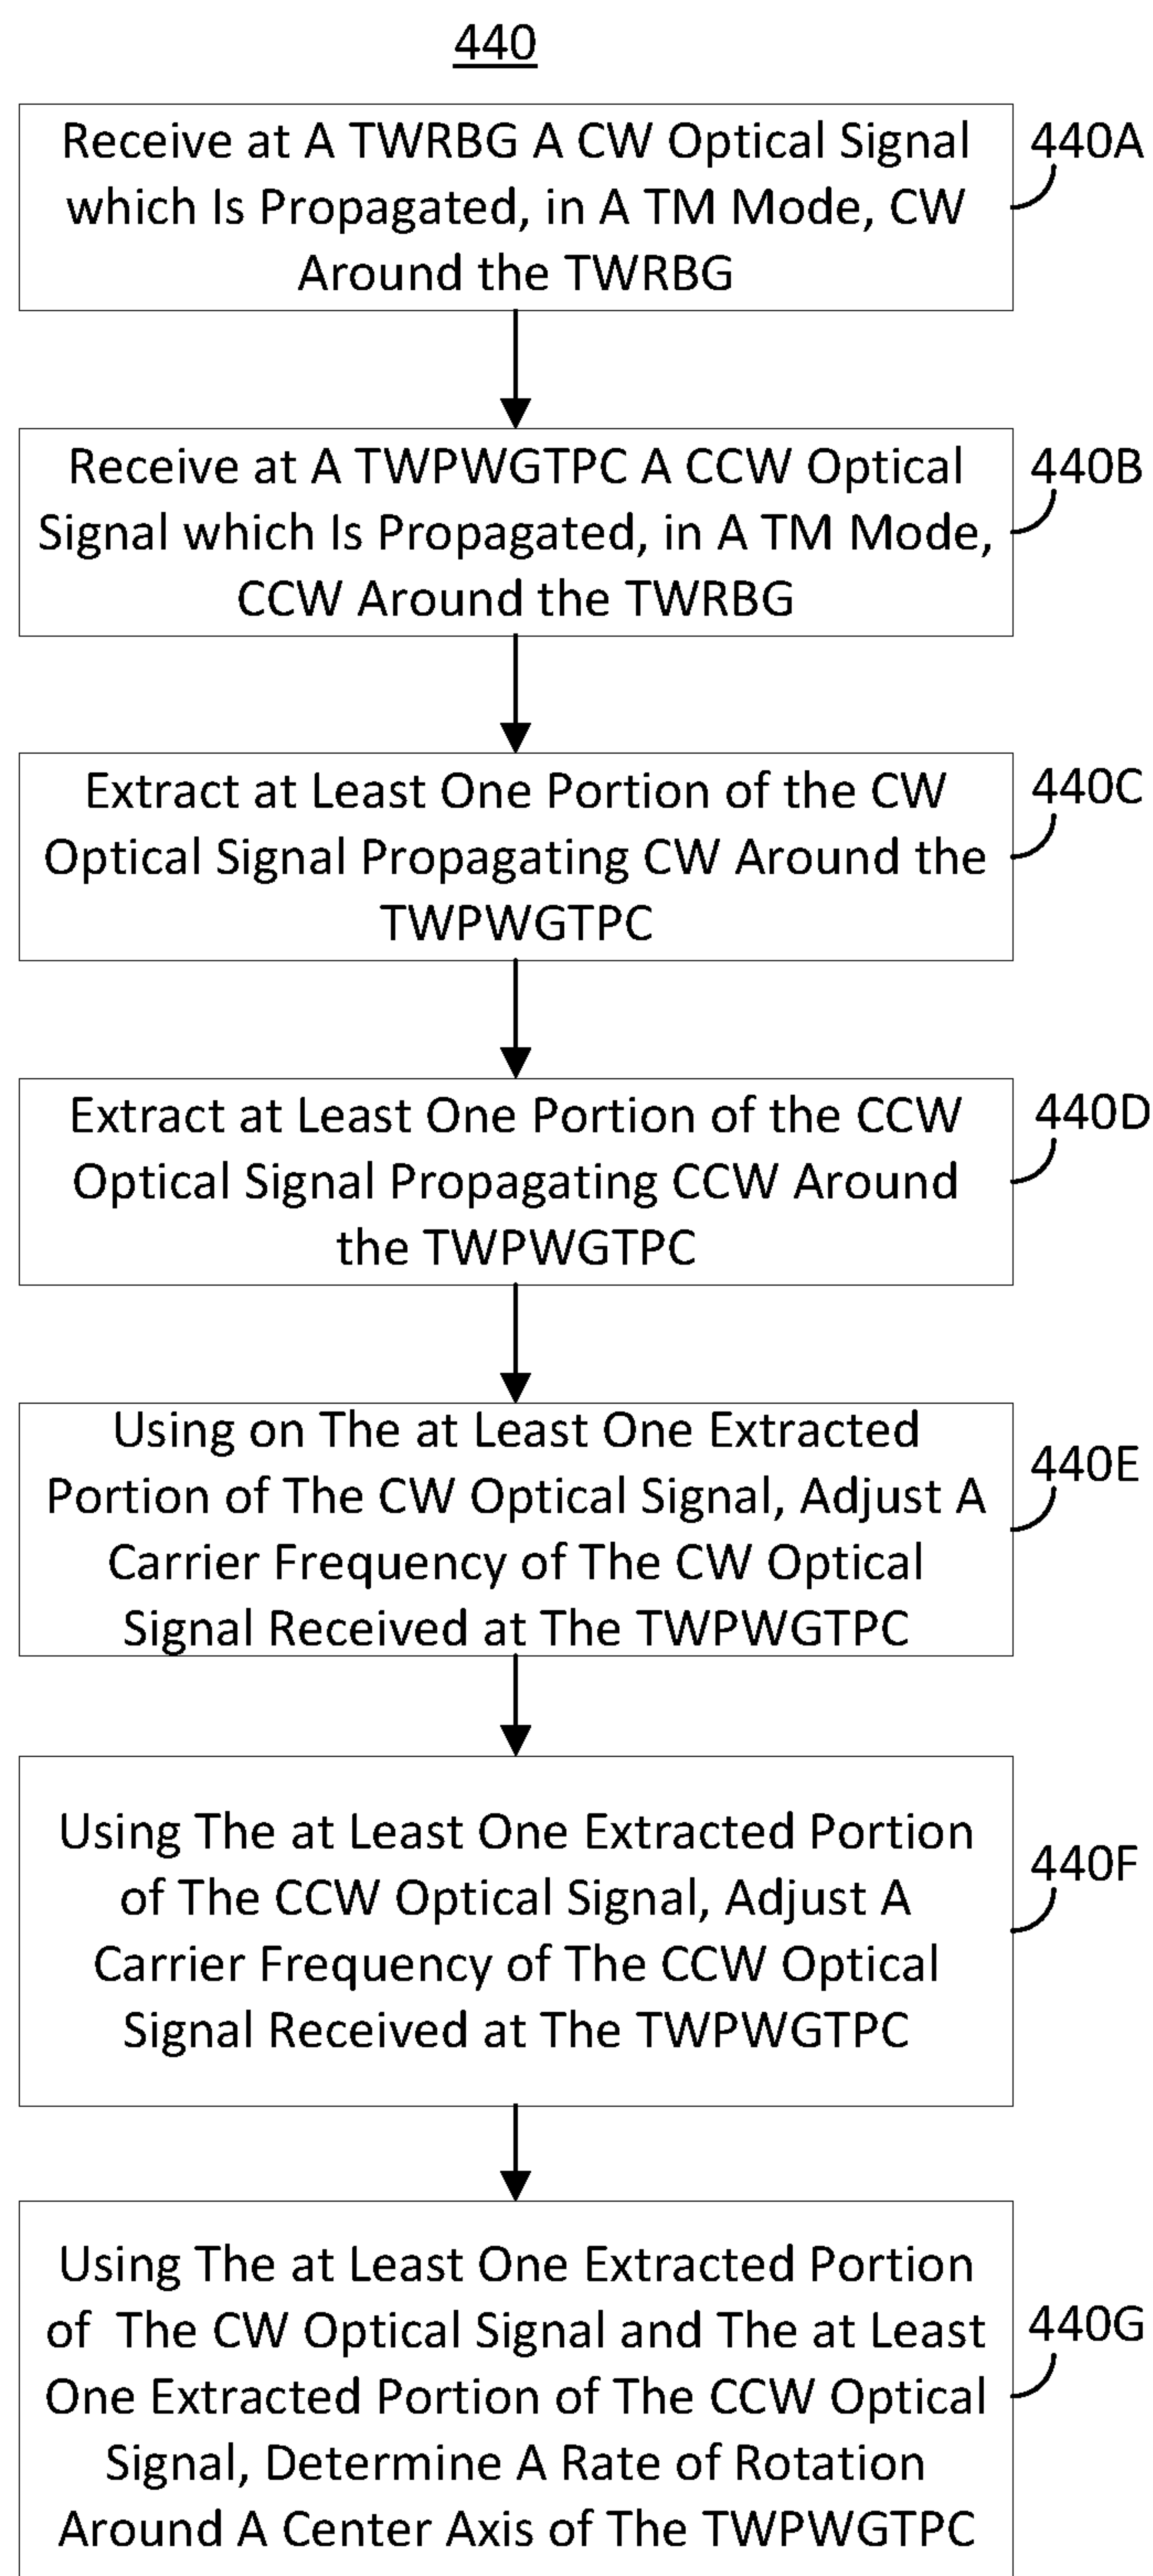 440
Receive at A TWRBG A CW Optical Signal
which Is Propagated, in A TM Mode, CW
Around the TWRBG
440A
Receive at A TWPWGTPC A CCW Optical
Signal which Is Propagated, in A TM Mode,
CCW Around the TWRBG
440B
Extract at Least One Portion of the CW
Optical Signal Propagating CW Around the
TWPWGTPC
440C
Extract at Least One Portion of the CCW
Optical Signal Propagating CCW Around
the TWPWGTPC
440D
Using on The at Least One Extracted
Portion of The CW Optical Signal, Adjust A
Carrier Frequency of The CW Optical
Signal Received at The TWPWGTPC
440E
Using The at Least One Extracted Portion
of The CCW Optical Signal, Adjust A
Carrier Frequency of The CCW Optical
Signal Received at The TWPWGTPC
440F
Using The at Least One Extracted Portion
of The CW Optical Signal and The at Least
One Extracted Portion of The CCW Optical
Signal, Determine A Rate of Rotation
Around A Center Axis of The TWPWGTPC
440G